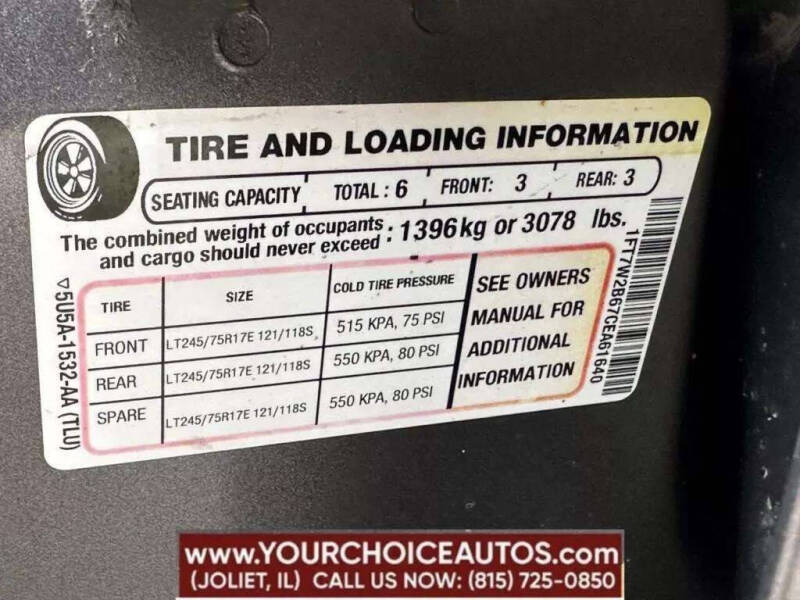 TIRE AND LOADING INFORMATION
SEATING CAPACITY TOTAL : 6 FRONT: 3 REAR: 3
The combined weight of occupants
and cargo should never exceed : 1396kg or 3078 lbs.
TIRE SIZE COLD TIRE PRESSURE
FRONT LT245/75R17E 121/118S 515 KPA, 75 PSI
REAR LT245/75R17E 121/118S 550 KPA, 80 PSI
SPARE LT245/75R17E 121/118S 550 KPA, 80 PSI
SEE OWNERS
MANUAL FOR
ADDITIONAL
INFORMATION
5U5A-1532-AA (TLU)
1FT7W2B67CEA61640
www.YOURCHOICEAUTOS.com
(JOLIET, IL) CALL US NOW: (815) 725-0850